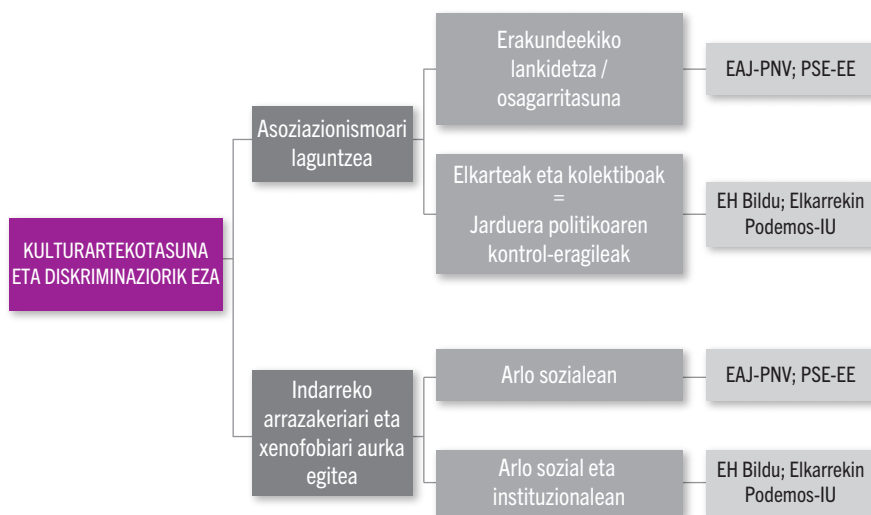 KULTURARTEKOTASUNA
ETA DISKRIMINAZIORIK EZA
Asoziazionismoari
laguntzea
Erakundeekiko
lankidetza /
osagarritasuna
EAJ-PNV; PSE-EE
Elkarteak eta kolektiboak
=
Jarduera politikoaren
kontrol-eragileak
EH Bildu; Elkarrekin
Podemos-IU
Indarreko
arrazakeriari eta
xenofobiari aurka
egitea
Arlo sozialean
EAJ-PNV; PSE-EE
Arlo sozial eta
instituzionalean
EH Bildu; Elkarrekin
Podemos-IU